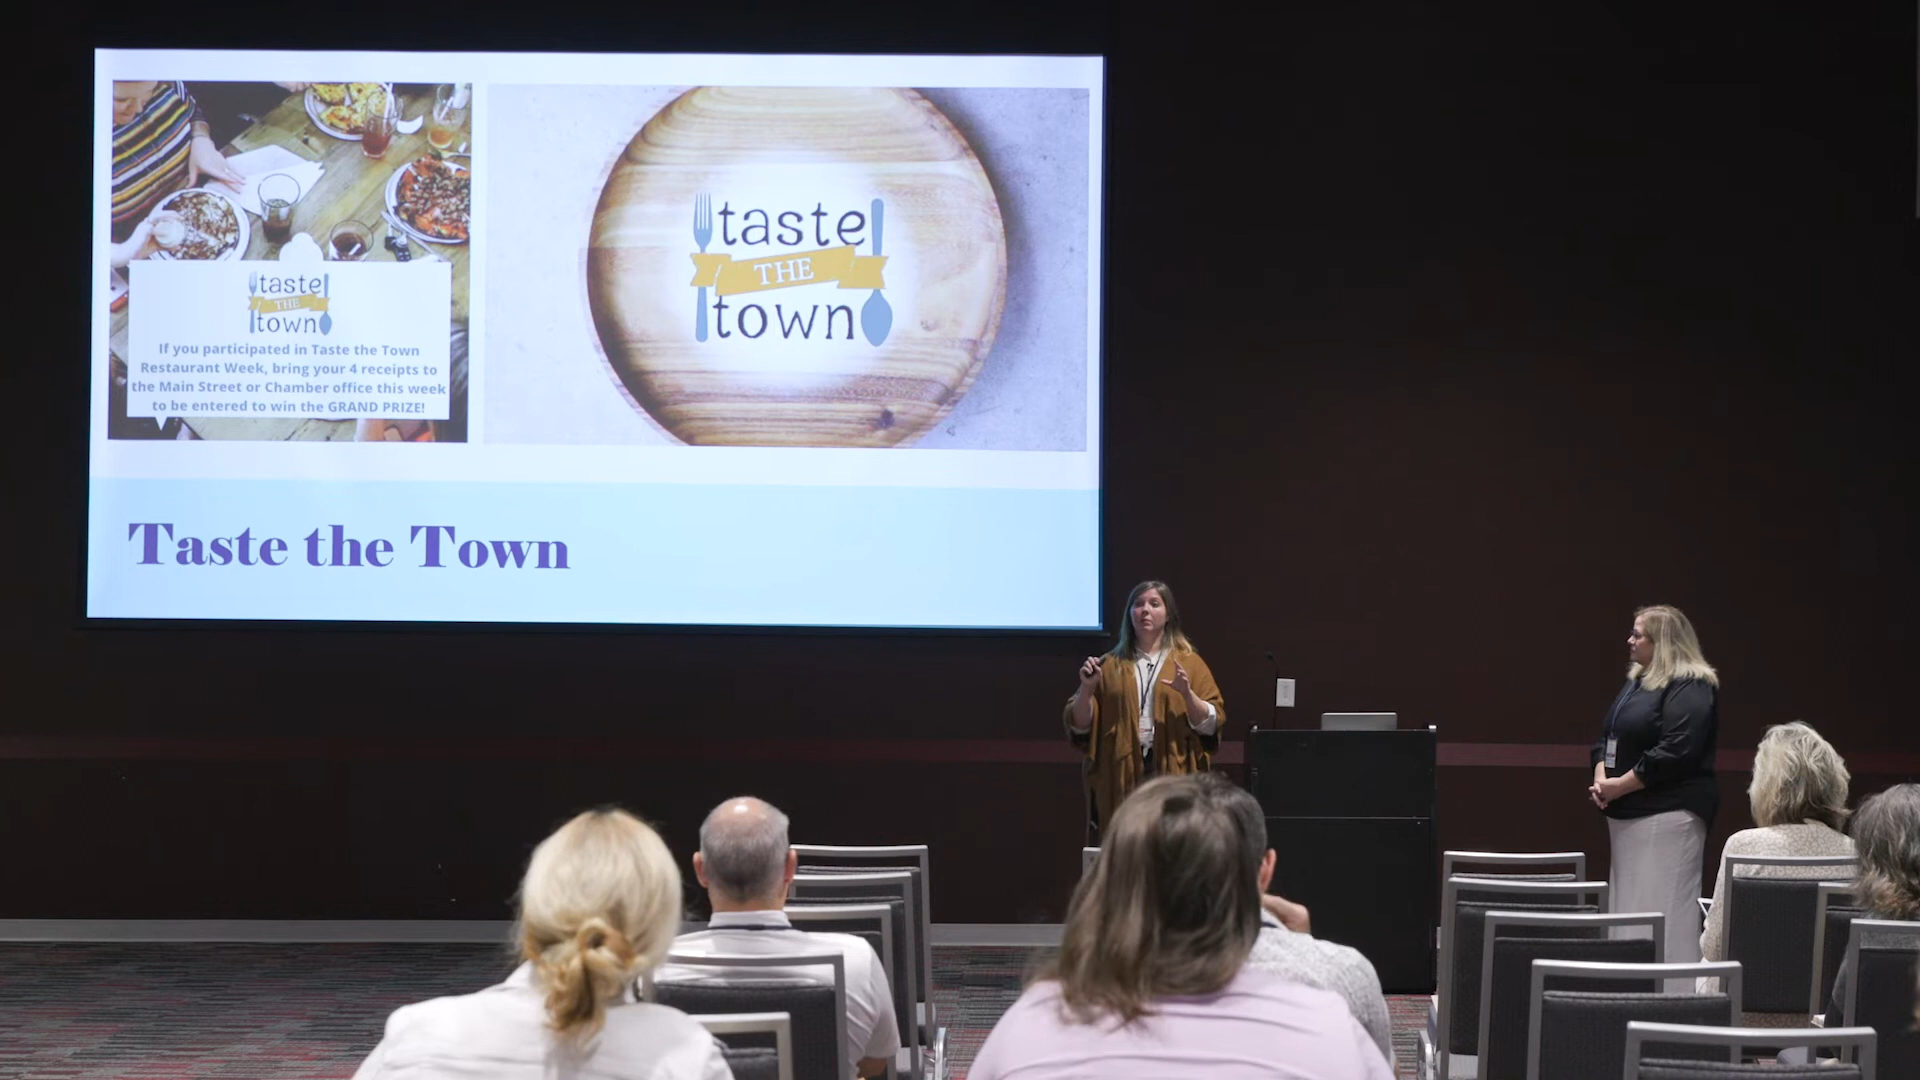 taste
THE
town
If you participated in Taste the Town
Restaurant Week, bring your 4 receipts to
the Main Street or Chamber office this week
to be entered to win the GRAND PRIZE!
taste
THE
town
Taste the Town